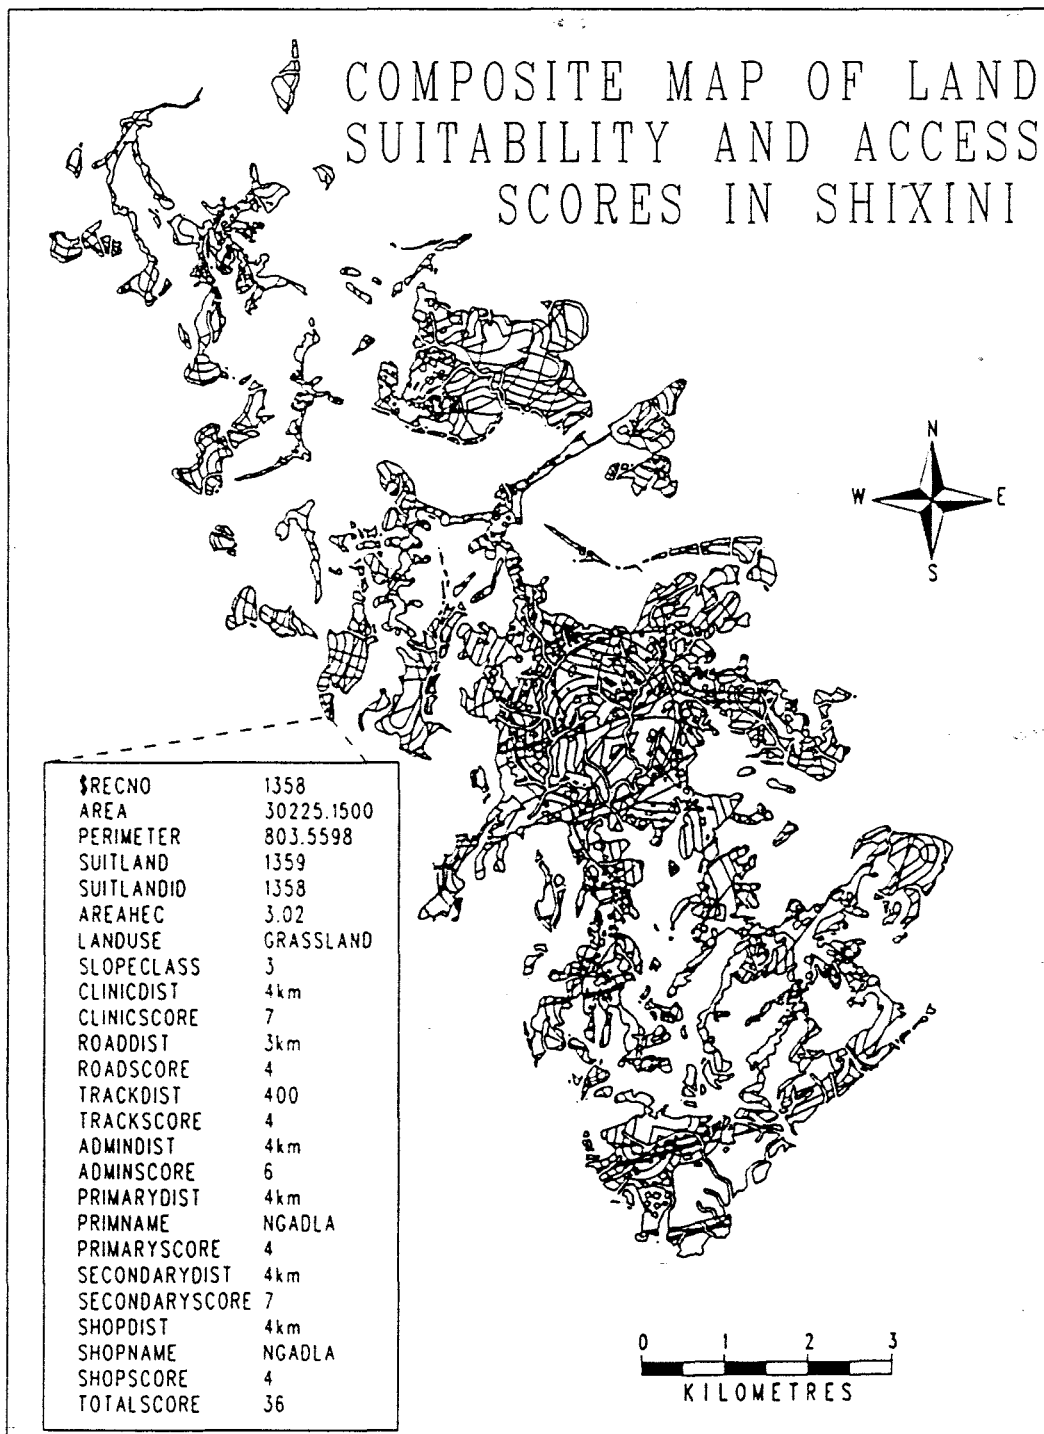 COMPOSITE MAP OF LAND
SUITABILITY AND ACCESS
SCORES IN SHIXINI
N
W E
S
$RECNO 1358
AREA 30225.1500
PERIMETER 803.5598
SUITLAND 1359
SUITLANDID 1358
AREAHEC 3.02
LANDUSE GRASSLAND
SLOPECLASS 3
CLINICDIST 4km
CLINICSCORE 7
ROADDIST 3km
ROADSCORE 4
TRACKDIST 400
TRACKSCORE 4
ADMINDIST 4km
ADMINSCORE 6
PRIMARYDIST 4km
PRIMNAME NGADLA
PRIMARYSCORE 4
SECONDARYDIST 4km
SECONDARYSCORE 7
SHOPDIST 4km
SHOPNAME NGADLA
SHOPSCORE 4
TOTALSCORE 36
0 1 2 3
KILOMETRES